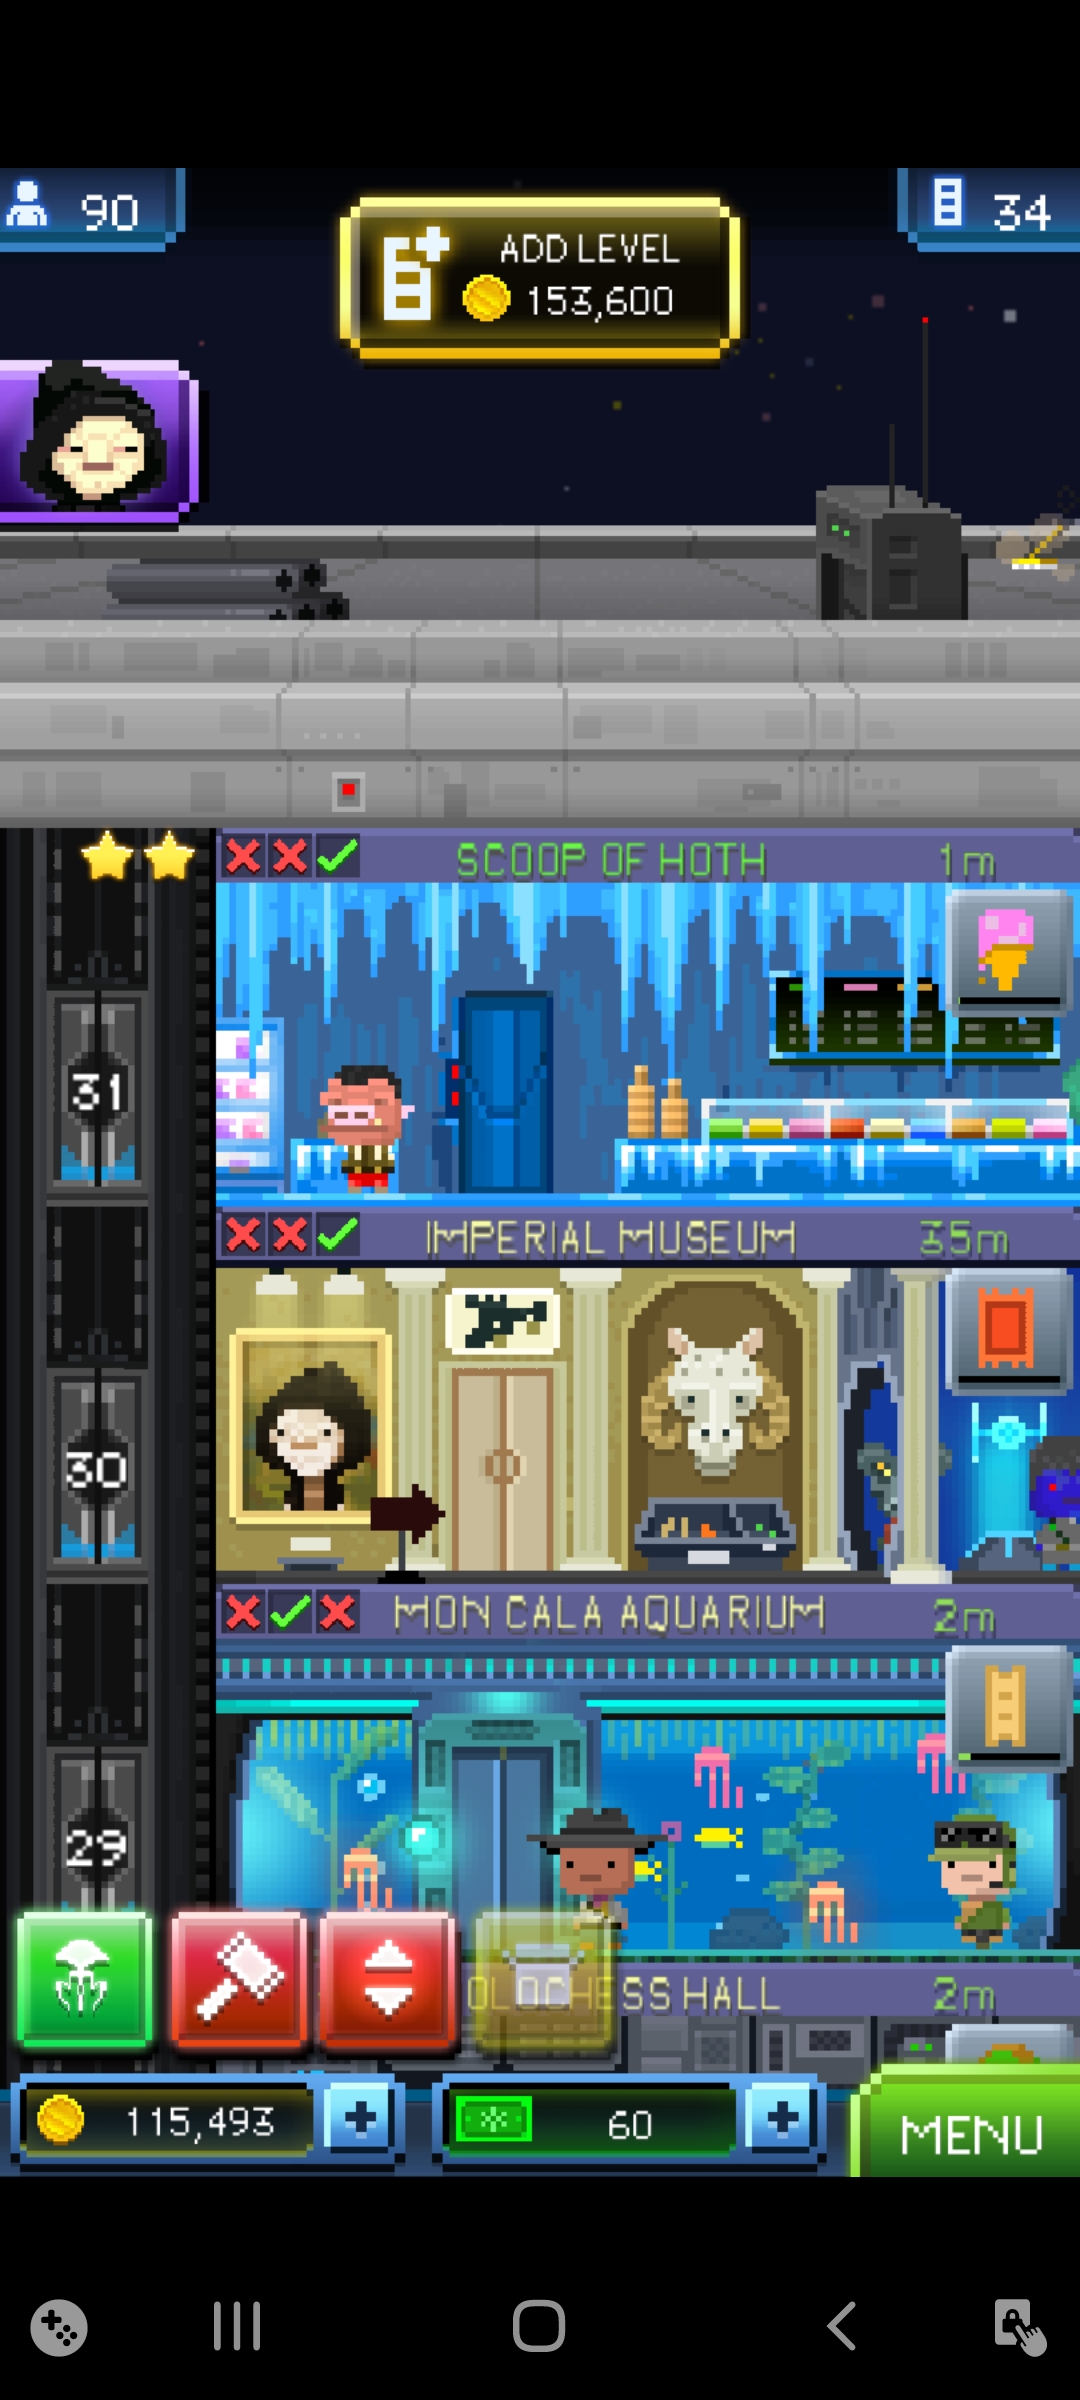 90
ADD LEVEL
153,600
34
SCOOP OF HOTH 1m
31
IMPERIAL MUSEUM 35m
30
MON CALA AQUARIUM 2m
29
OLOCHESS HALL 2m
115,493
60
MENU